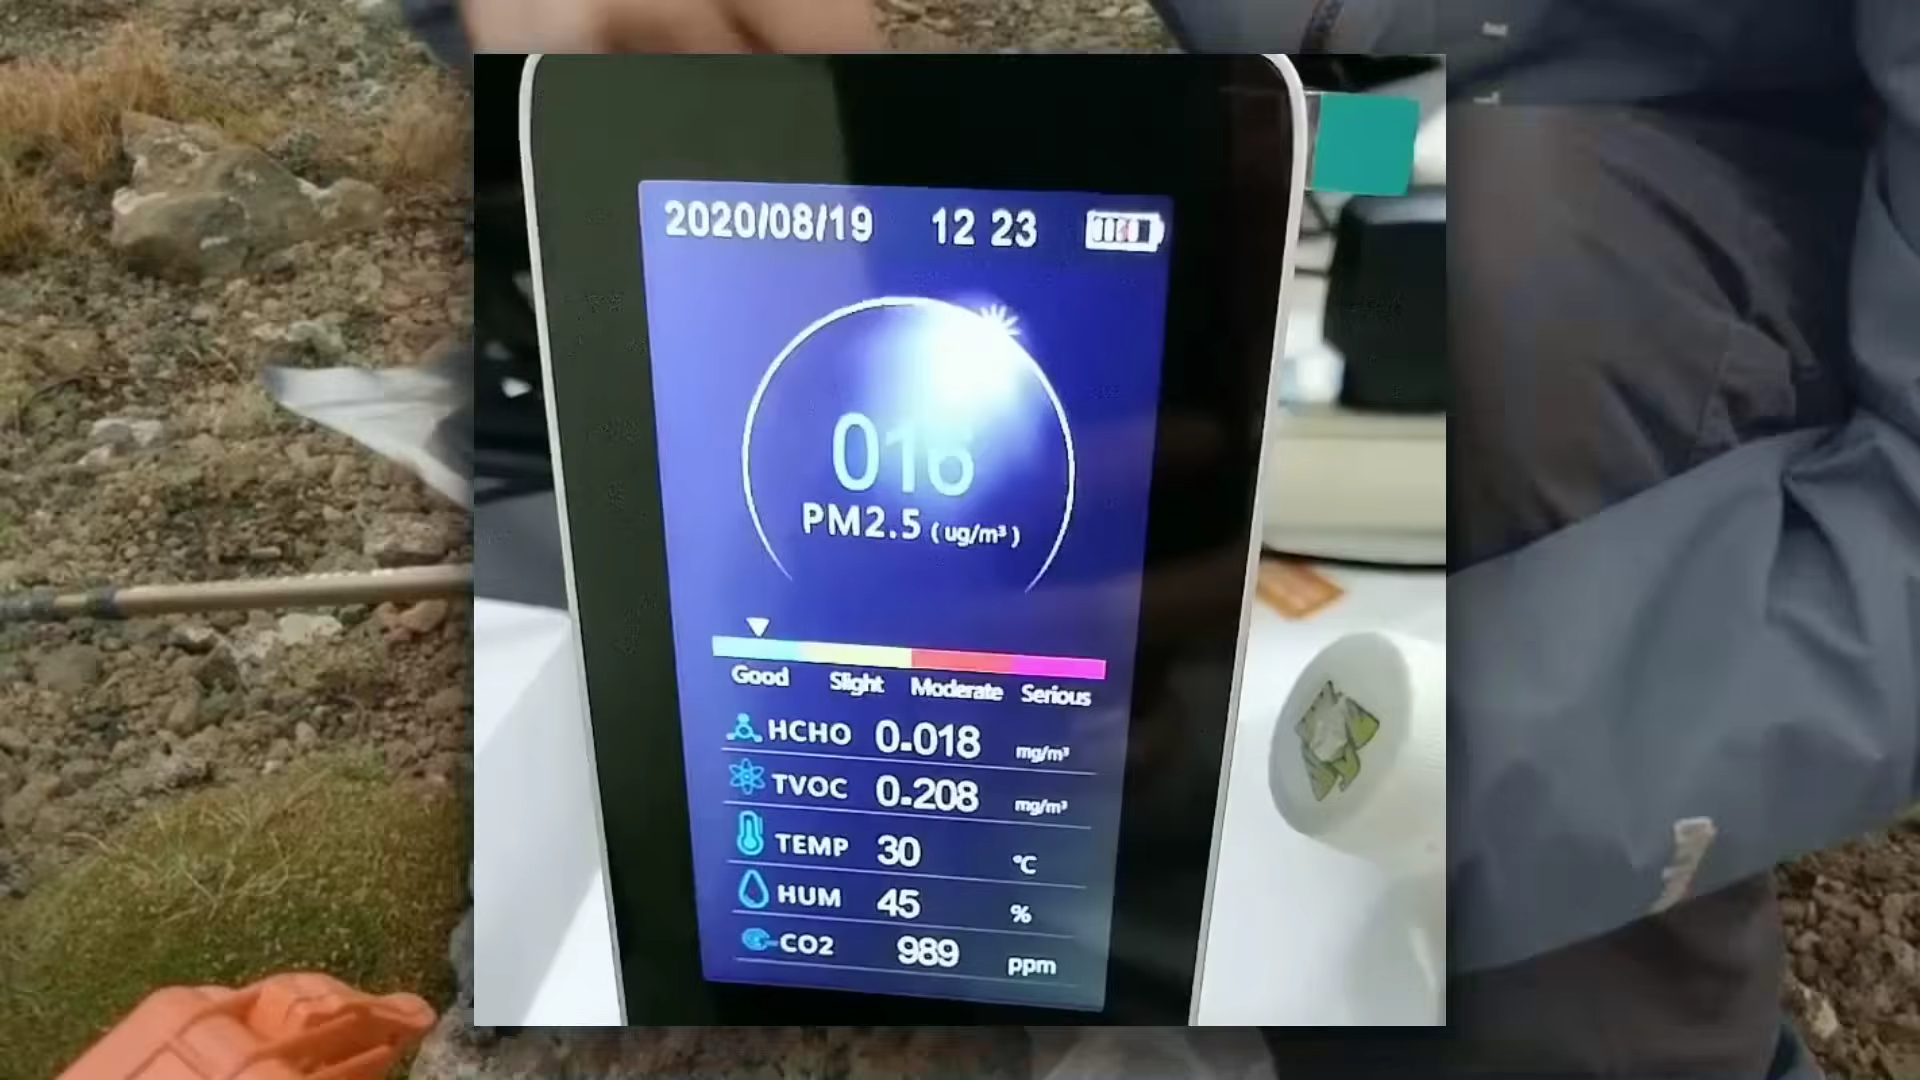 2020/08/19 12 23
016
PM2.5 (ug/m³)
Good Slight Moderate Serious
HCHO 0.018 mg/m³
TVOC 0.208 mg/m³
TEMP 30 °C
HUM 45 %
CO2 989 ppm